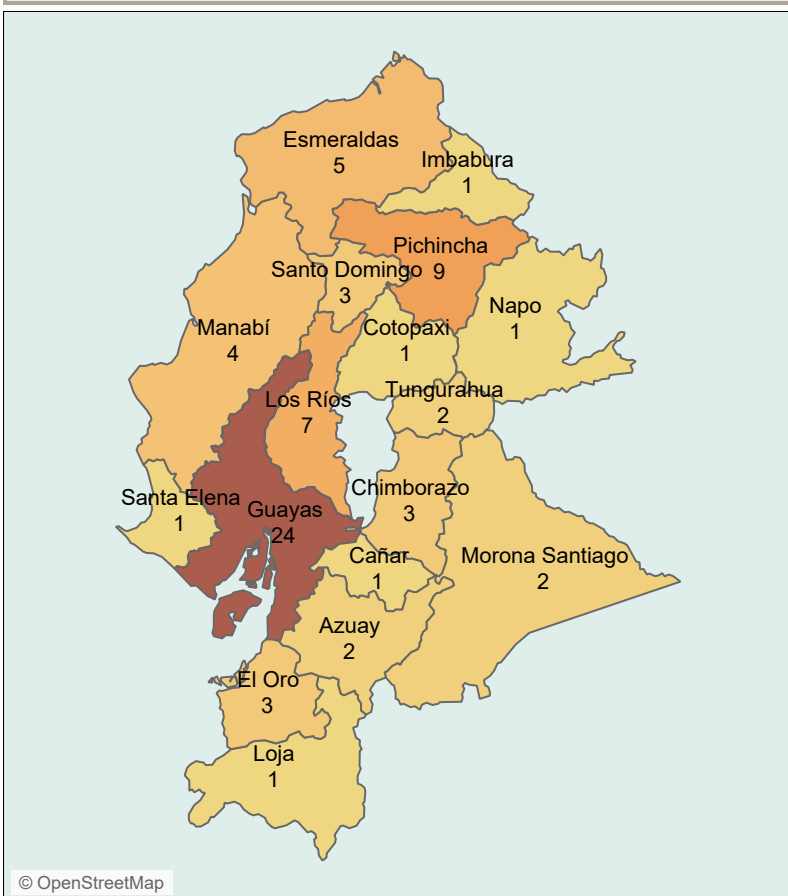 Esmeraldas
5
Imbabura
1
Pichincha
9
Santo Domingo
3
Napo
1
Manabí
4
Cotopaxi
1
Tungurahua
2
Los Ríos
7
Santa Elena
1
Guayas
24
Chimborazo
3
Cañar
1
Morona Santiago
2
Azuay
2
El Oro
3
Loja
1
© OpenStreetMap